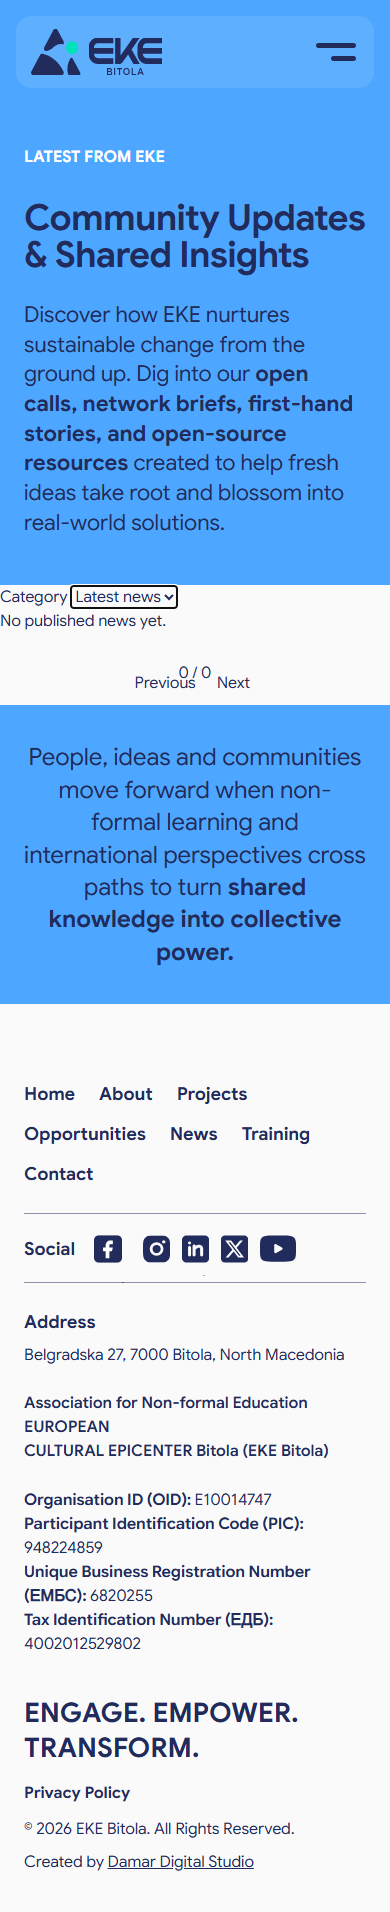 EKE
BITOLA
LATEST FROM EKE
Community Updates
& Shared Insights
Discover how EKE nurtures
sustainable change from the
ground up. Dig into our open
calls, network briefs, first-hand
stories, and open-source
resources created to help fresh
ideas take root and blossom into
real-world solutions.
Category Latest news
No published news yet.
0 / 0
Previous Next
People, ideas and communities
move forward when non-
formal learning and
international perspectives cross
paths to turn shared
knowledge into collective
power.
Home About Projects
Opportunities News Training
Contact
Social
Address
Belgradska 27, 7000 Bitola, North Macedonia
Association for Non-formal Education
EUROPEAN
CULTURAL EPICENTER Bitola (EKE Bitola)
Organisation ID (OID): E10014747
Participant Identification Code (PIC):
948224859
Unique Business Registration Number
(ЕМБС): 6820255
Tax Identification Number (ЕДБ):
4002012529802
ENGAGE. EMPOWER.
TRANSFORM.
Privacy Policy
© 2026 EKE Bitola. All Rights Reserved.
Created by Damar Digital Studio